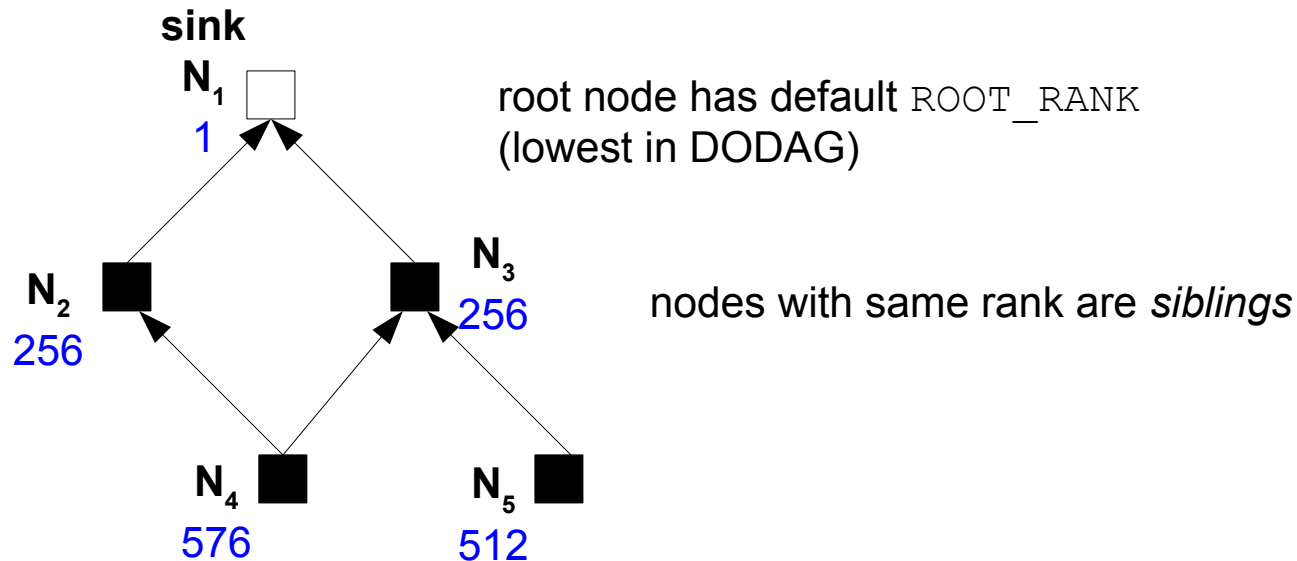 sink
N₁
1
root node has default ROOT_RANK
(lowest in DODAG)
N₂
256
N₃
256
nodes with same rank are siblings
N₄
576
N₅
512